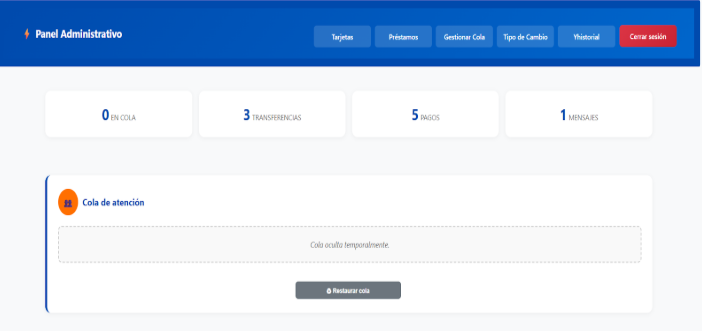 Panel Administrativo
Tarjetas Préstamos Gestionar Cola Tipo de Cambio Yhistorial Cerrar sesión
0 EN COLA 3 TRANSFERENCIAS 5 PAGOS 1 MENSAJES
Cola de atención
Cola oculta temporalmente.
Restaurar cola